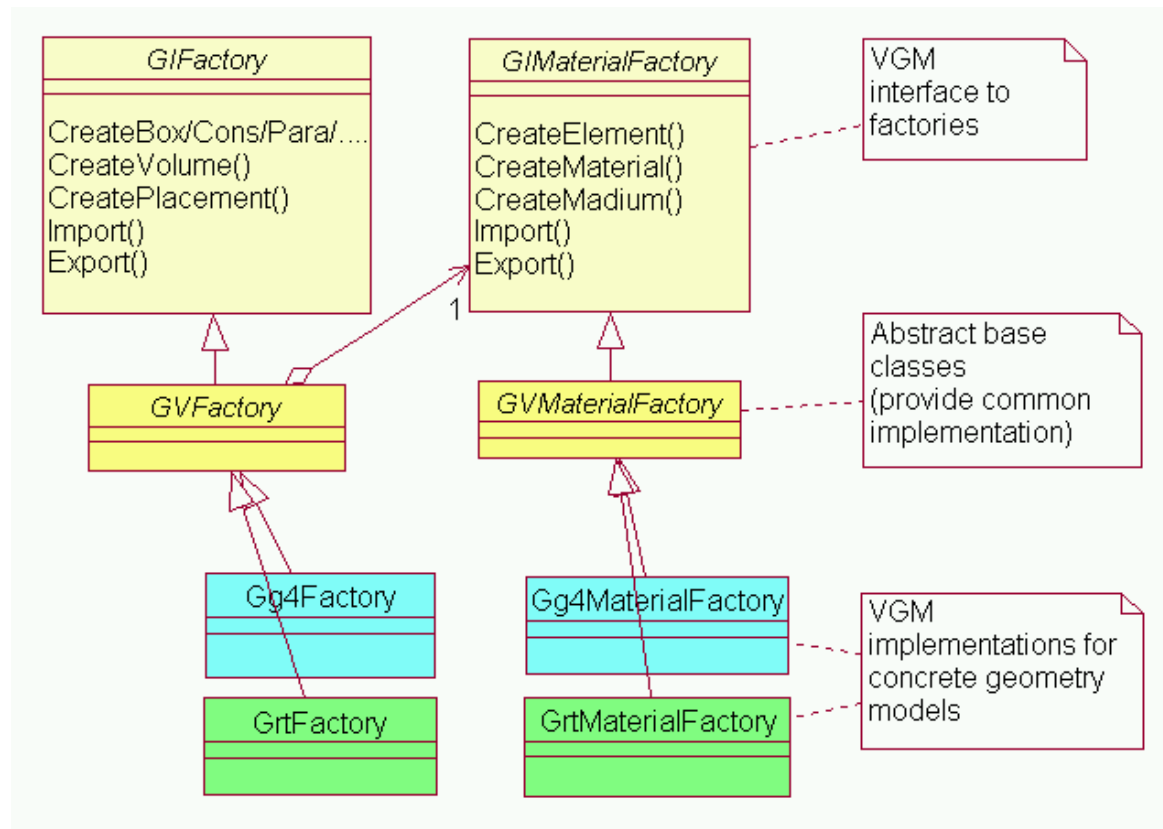 GIFactory
CreateBox/Cons/Para/....
CreateVolume()
CreatePlacement()
Import()
Export()
GIMaterialFactory
CreateElement()
CreateMaterial()
CreateMadium()
Import()
Export()
VGM
interface to
factories
1
GVFactory
GVMaterialFactory
Abstract base
classes
(provide common
implementation)
Gg4Factory
Gg4MaterialFactory
VGM
implementations for
concrete geometry
models
GrtFactory
GrtMaterialFactory